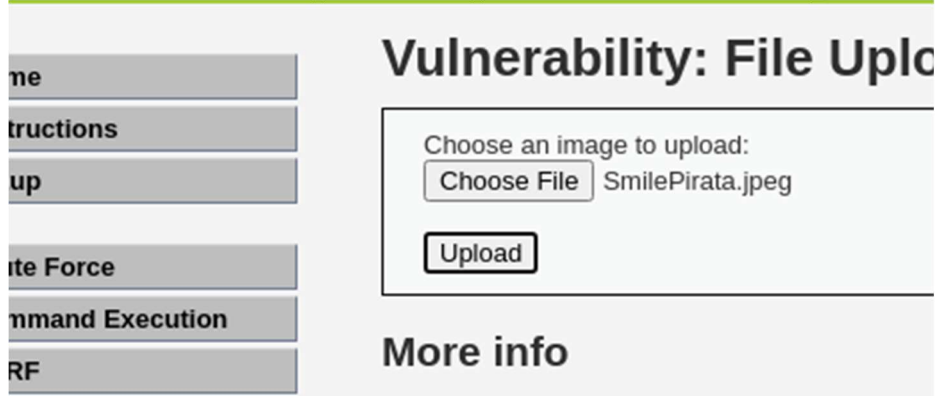 me
tructions
up
ute Force
mmand Execution
RF
Vulnerability: File Uplo
Choose an image to upload:
Choose File SmilePirata.jpeg
Upload
More info